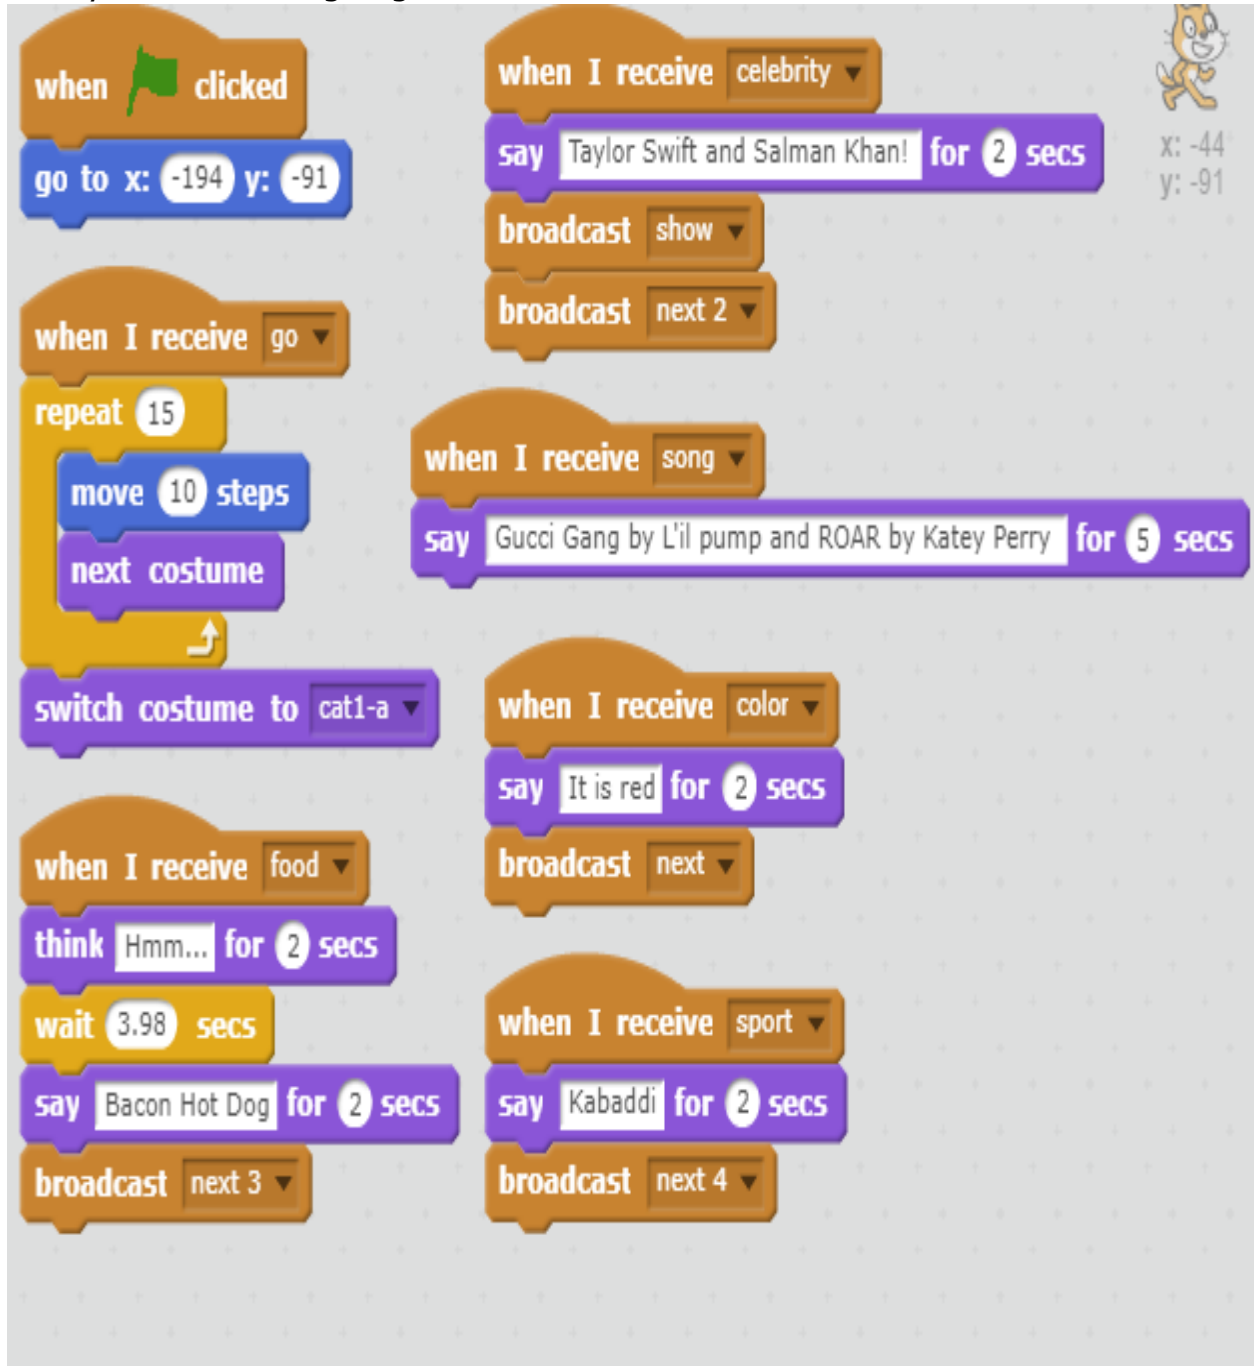 when clicked
go to x: -194 y: -91
when I receive go
repeat 15
move 10 steps
next costume
switch costume to cat1-a
when I receive food
think Hmm... for 2 secs
wait 3.98 secs
say Bacon Hot Dog for 2 secs
broadcast next 3
when I receive celebrity
say Taylor Swift and Salman Khan! for 2 secs
broadcast show
broadcast next 2
when I receive song
say Gucci Gang by L'il pump and ROAR by Katey Perry for 5 secs
when I receive color
say It is red for 2 secs
broadcast next
when I receive sport
say Kabaddi for 2 secs
broadcast next 4
x: -44
y: -91